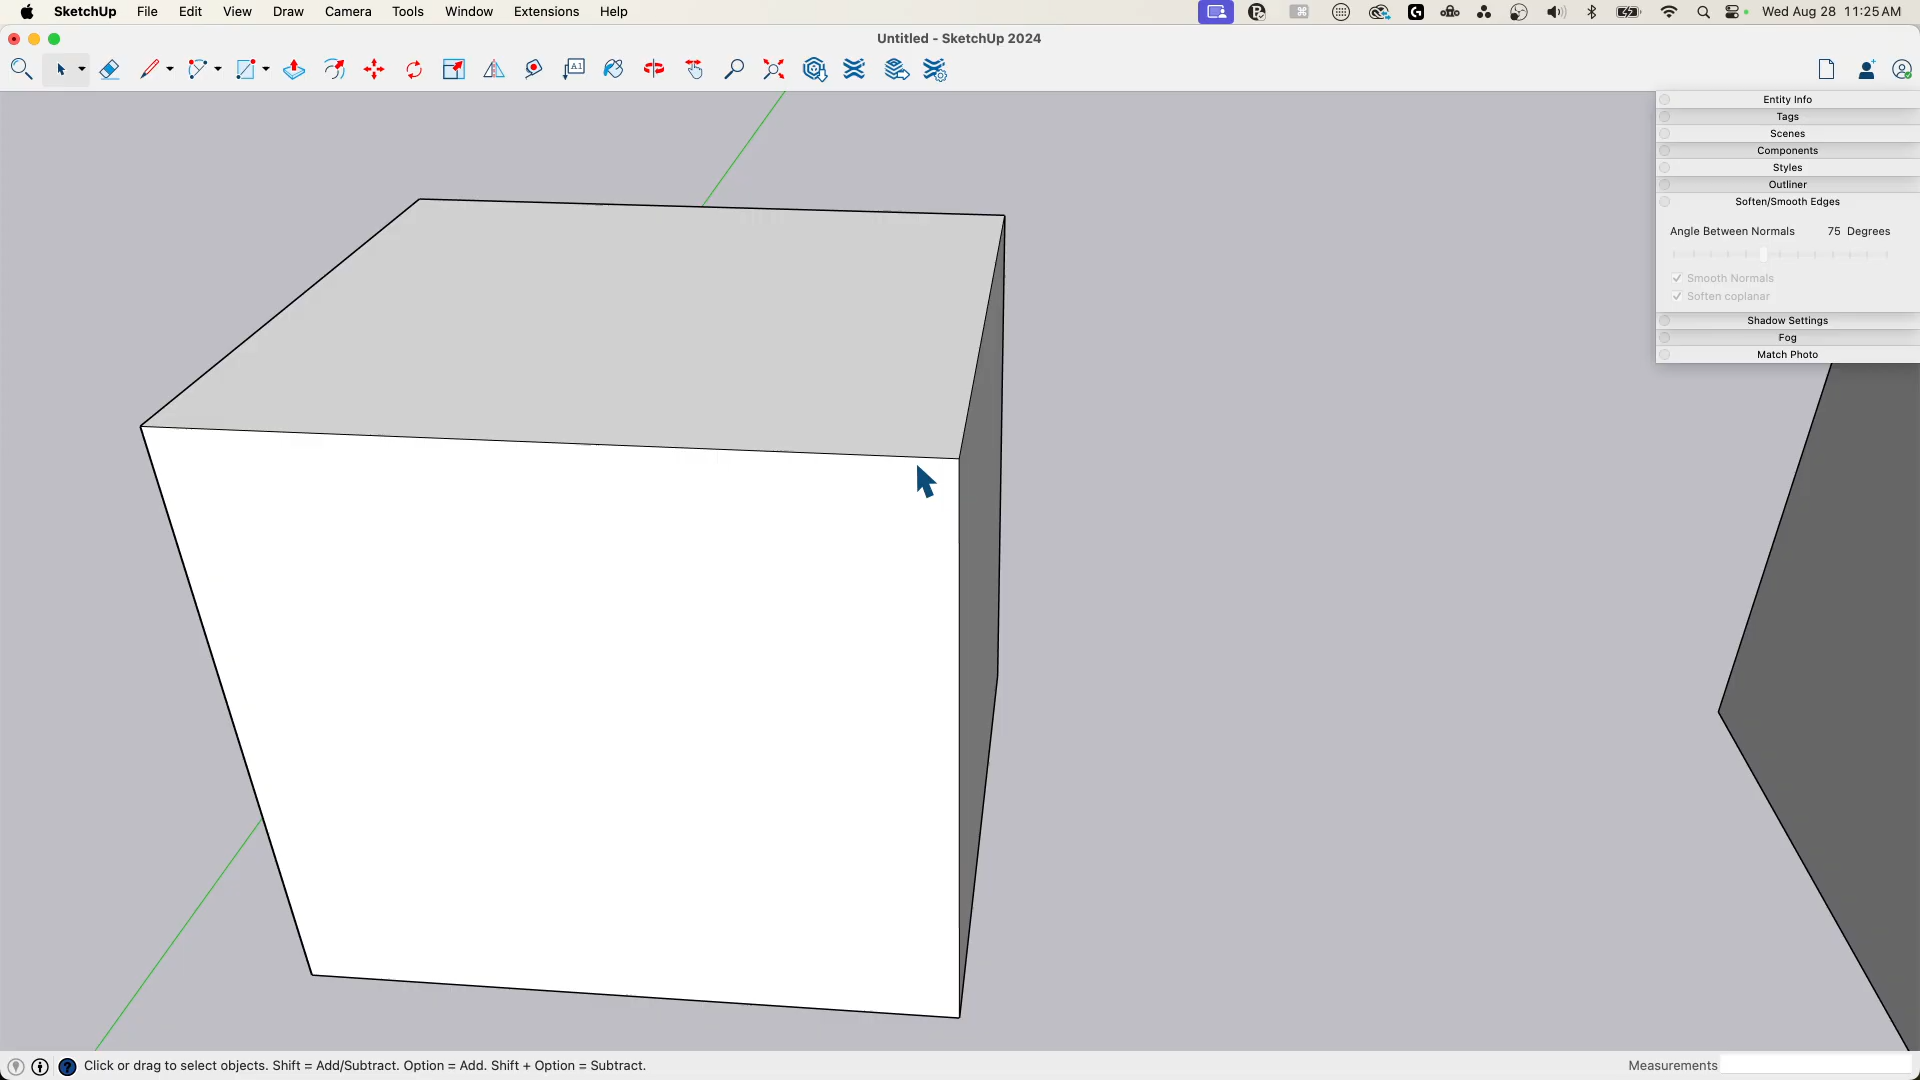 SketchUp File Edit View Draw Camera Tools Window Extensions Help Wed Aug 28 11:25 AM
Untitled - SketchUp 2024
A1
Entity Info
Tags
Scenes
Components
Styles
Outliner
Soften/Smooth Edges
Angle Between Normals 75 Degrees
Smooth Normals
Soften coplanar
Shadow Settings
Fog
Match Photo
Click or drag to select objects. Shift = Add/Subtract. Option = Add. Shift + Option = Subtract. Measurements